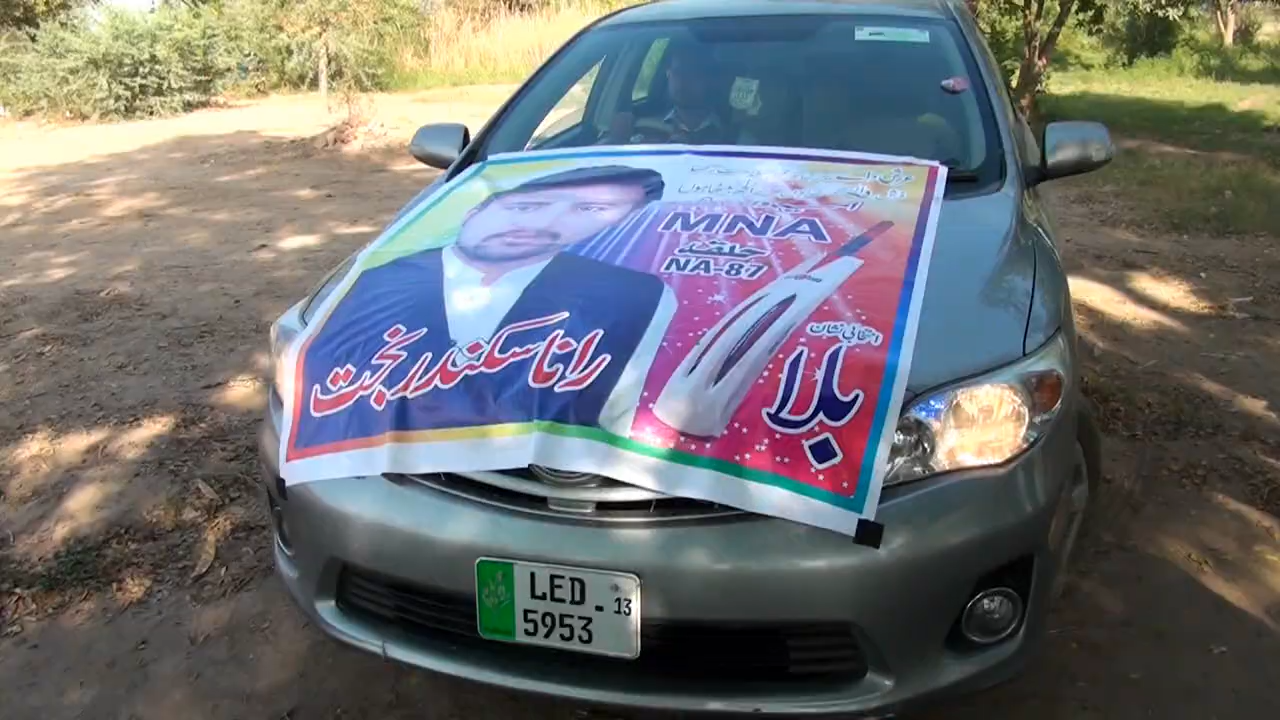 MNA
حلقہ
NA-87
انتخابی نشان
بلا
رانا سکندر بخت
LED - 13
5953